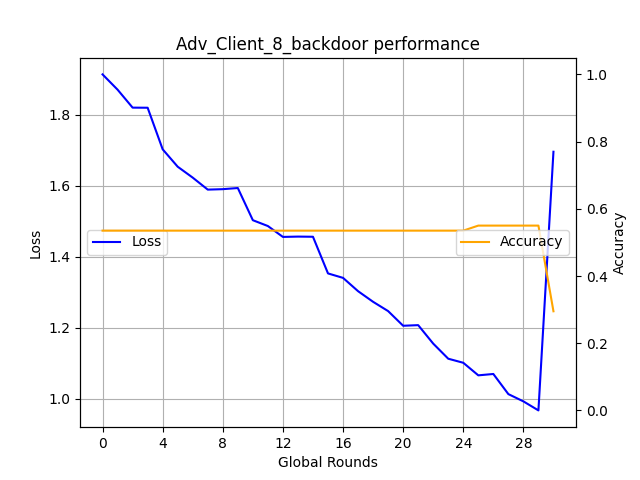 Adv_Client_8_backdoor performance
1.8
1.6
1.4
1.2
1.0
Loss
Loss
Accuracy
1.0
0.8
0.6
0.4
0.2
0.0
Accuracy
0 4 8 12 16 20 24 28
Global Rounds